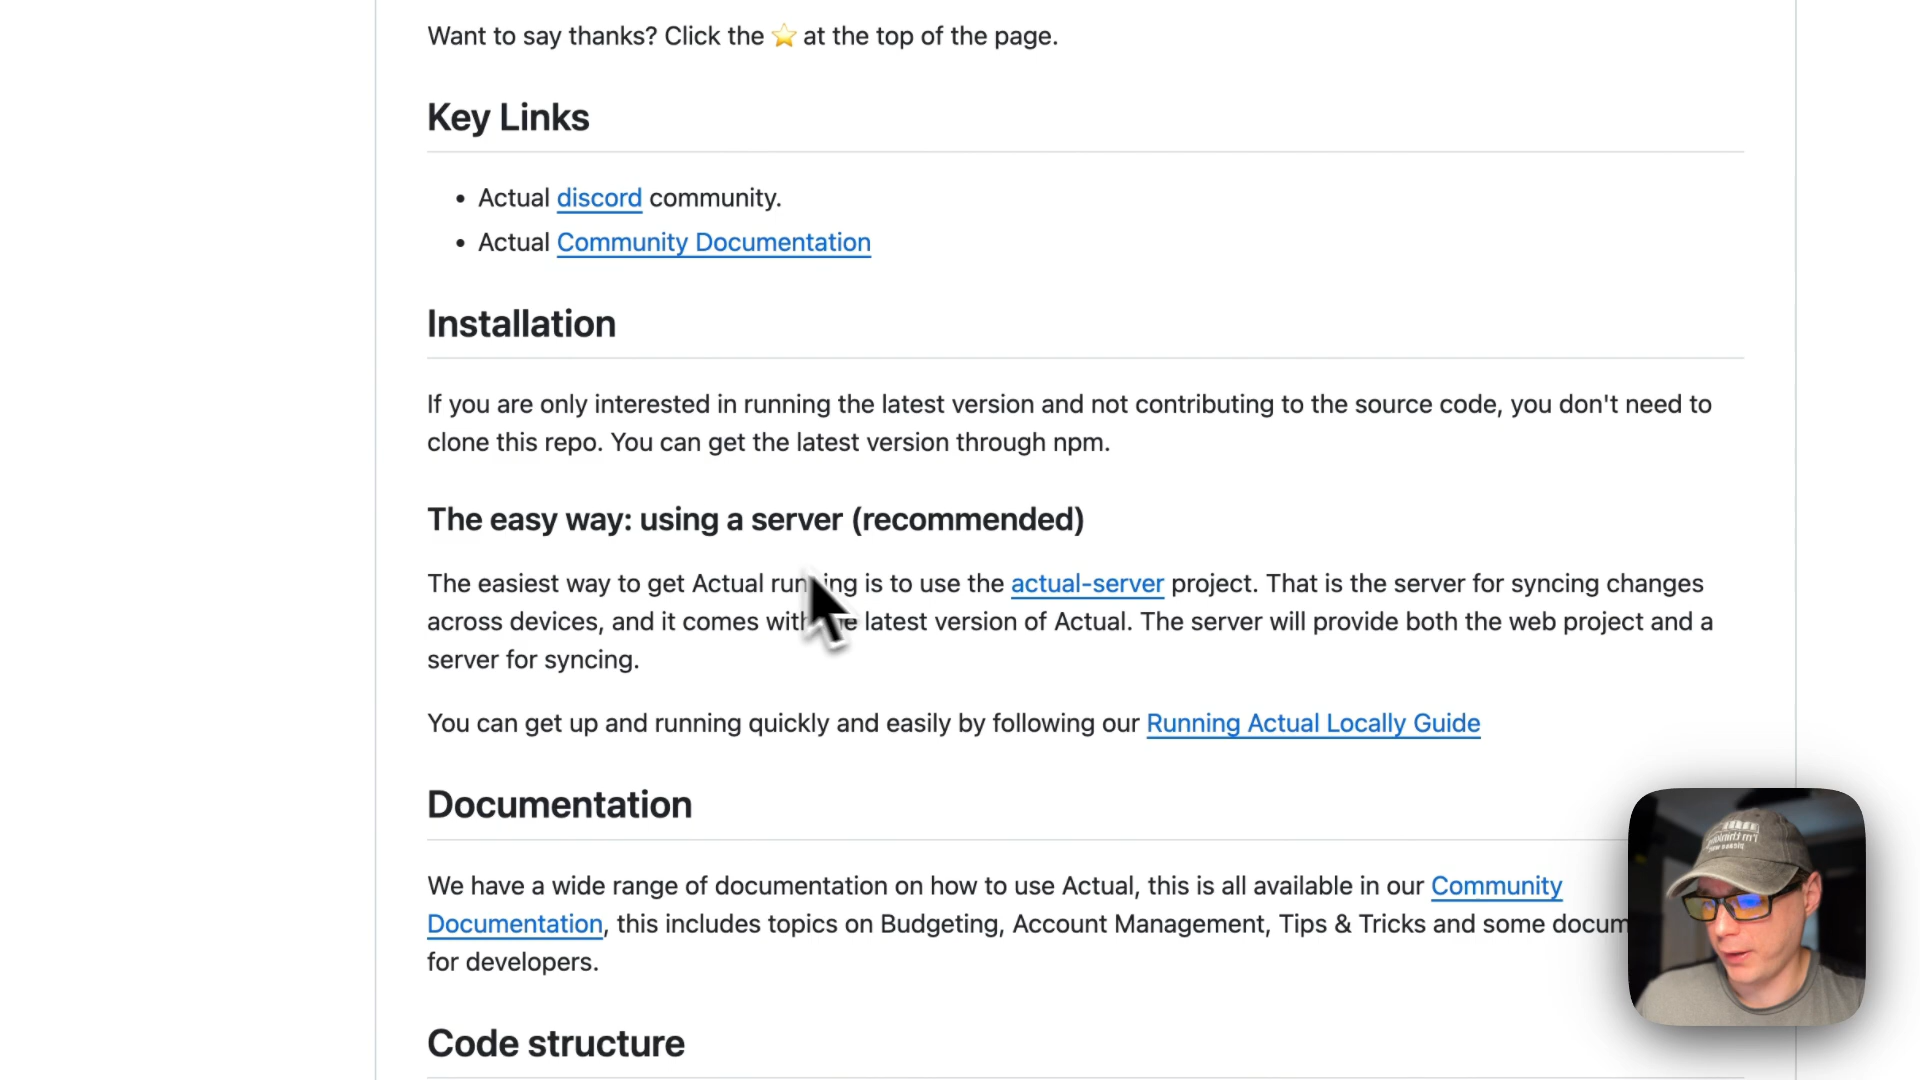 Want to say thanks? Click the ⭐ at the top of the page.
Key Links
• Actual discord community.
• Actual Community Documentation
Installation
If you are only interested in running the latest version and not contributing to the source code, you don't need to
clone this repo. You can get the latest version through npm.
The easy way: using a server (recommended)
The easiest way to get Actual running is to use the actual-server project. That is the server for syncing changes
across devices, and it comes with the latest version of Actual. The server will provide both the web project and a
server for syncing.
You can get up and running quickly and easily by following our Running Actual Locally Guide
Documentation
We have a wide range of documentation on how to use Actual, this is all available in our Community
Documentation, this includes topics on Budgeting, Account Management, Tips & Tricks and some docum
for developers.
Code structure